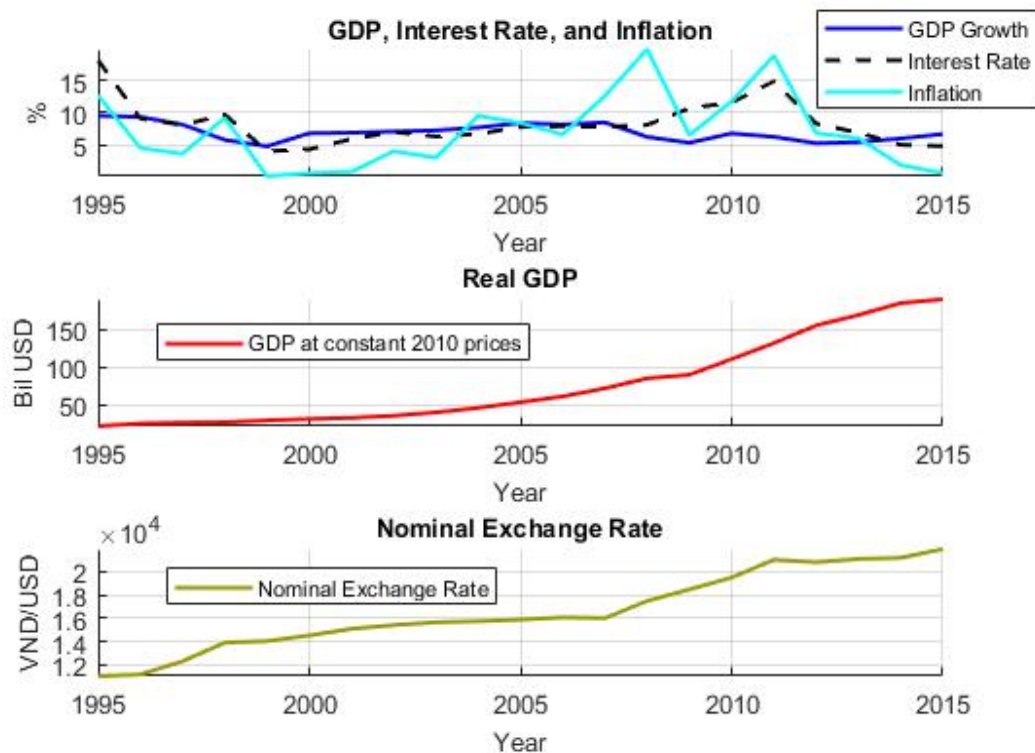 GDP, Interest Rate, and Inflation
GDP Growth
Interest Rate
Inflation
%
15
10
5
1995 2000 2005 2010 2015
Year
Real GDP
GDP at constant 2010 prices
Bil USD
150
100
50
1995 2000 2005 2010 2015
Year
×10^4
Nominal Exchange Rate
Nominal Exchange Rate
VND/USD
2
1.8
1.6
1.4
1.2
1995 2000 2005 2010 2015
Year